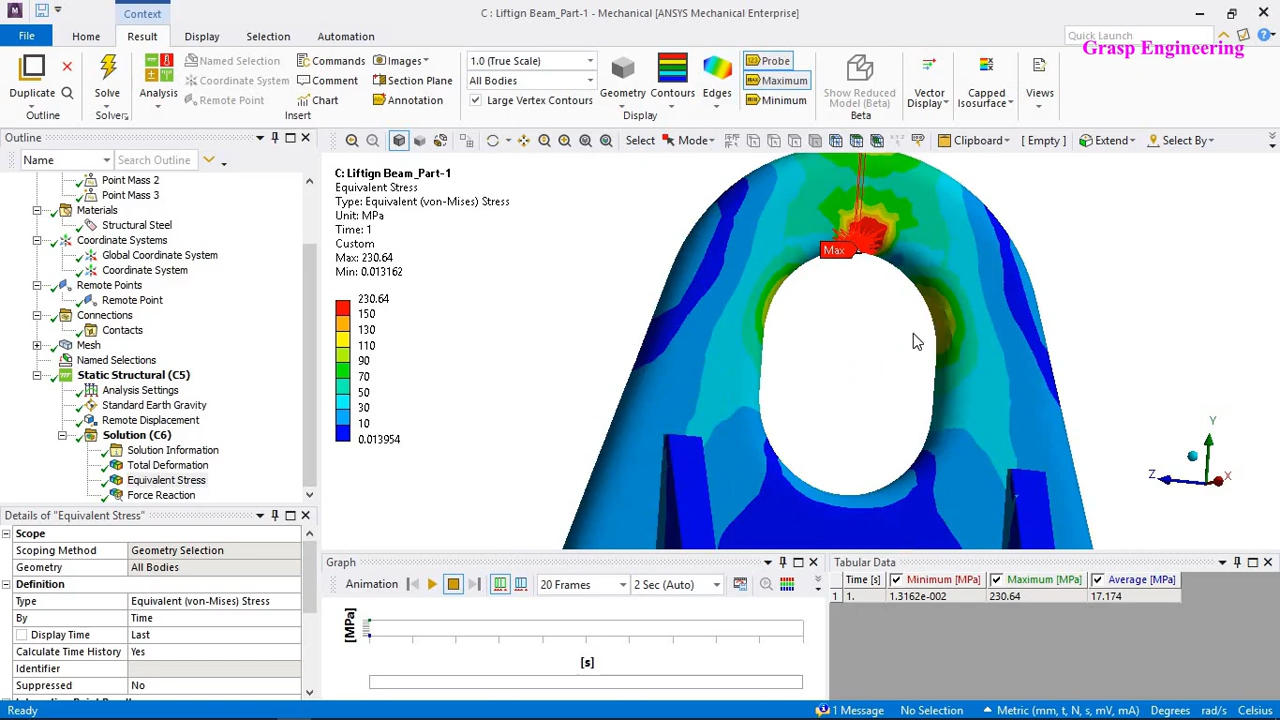 : Liftign Beam_Part-1 - Mechanical [ANSYS Mechanical Enterprise]
Context
File
Home
Result
Display
Selection
Automation
Quick Launch
Grasp Engineering
Duplicate
Outline
Solve
Solvers
Analysis
Named Selection
Coordinate System
Remote Point
Commands
Comment
Chart
Images
Section Plane
Annotation
Insert
1.0 (True Scale)
All Bodies
Large Vertex Contours
Geometry
Contours
Edges
Probe
Maximum
Minimum
Display
Show Reduced
Model (Beta)
Beta
Vector
Display
Capped
Isosurface
Views
Outline
Name
Search Outline
Select
Mode
Clipboard
[ Empty ]
Extend
Select By
Point Mass 2
Point Mass 3
Materials
Structural Steel
Coordinate Systems
Global Coordinate System
Coordinate System
Remote Points
Remote Point
Connections
Contacts
Mesh
Named Selections
Static Structural (C5)
Analysis Settings
Standard Earth Gravity
Remote Displacement
Solution (C6)
Solution Information
Total Deformation
Equivalent Stress
Force Reaction
C: Liftign Beam_Part-1
Equivalent Stress
Type: Equivalent (von-Mises) Stress
Unit: MPa
Time: 1
Custom
Max: 230.64
Min: 0.013162
230.64
150
130
110
90
70
50
30
10
0.013954
Max
Y
Z
X
Details of "Equivalent Stress"
Scope
Scoping Method Geometry Selection
Geometry All Bodies
Definition
Type Equivalent (von-Mises) Stress
By Time
Display Time Last
Calculate Time History Yes
Identifier
Suppressed No
Graph
Animation
20 Frames
2 Sec (Auto)
[MPa]
[s]
Tabular Data
Time [s] Minimum [MPa] Maximum [MPa] Average [MPa]
1 1. 1.3162e-002 230.64 17.174
Ready
1 Message
No Selection
Metric (mm, t, N, s, mV, mA)
Degrees
rad/s
Celsius